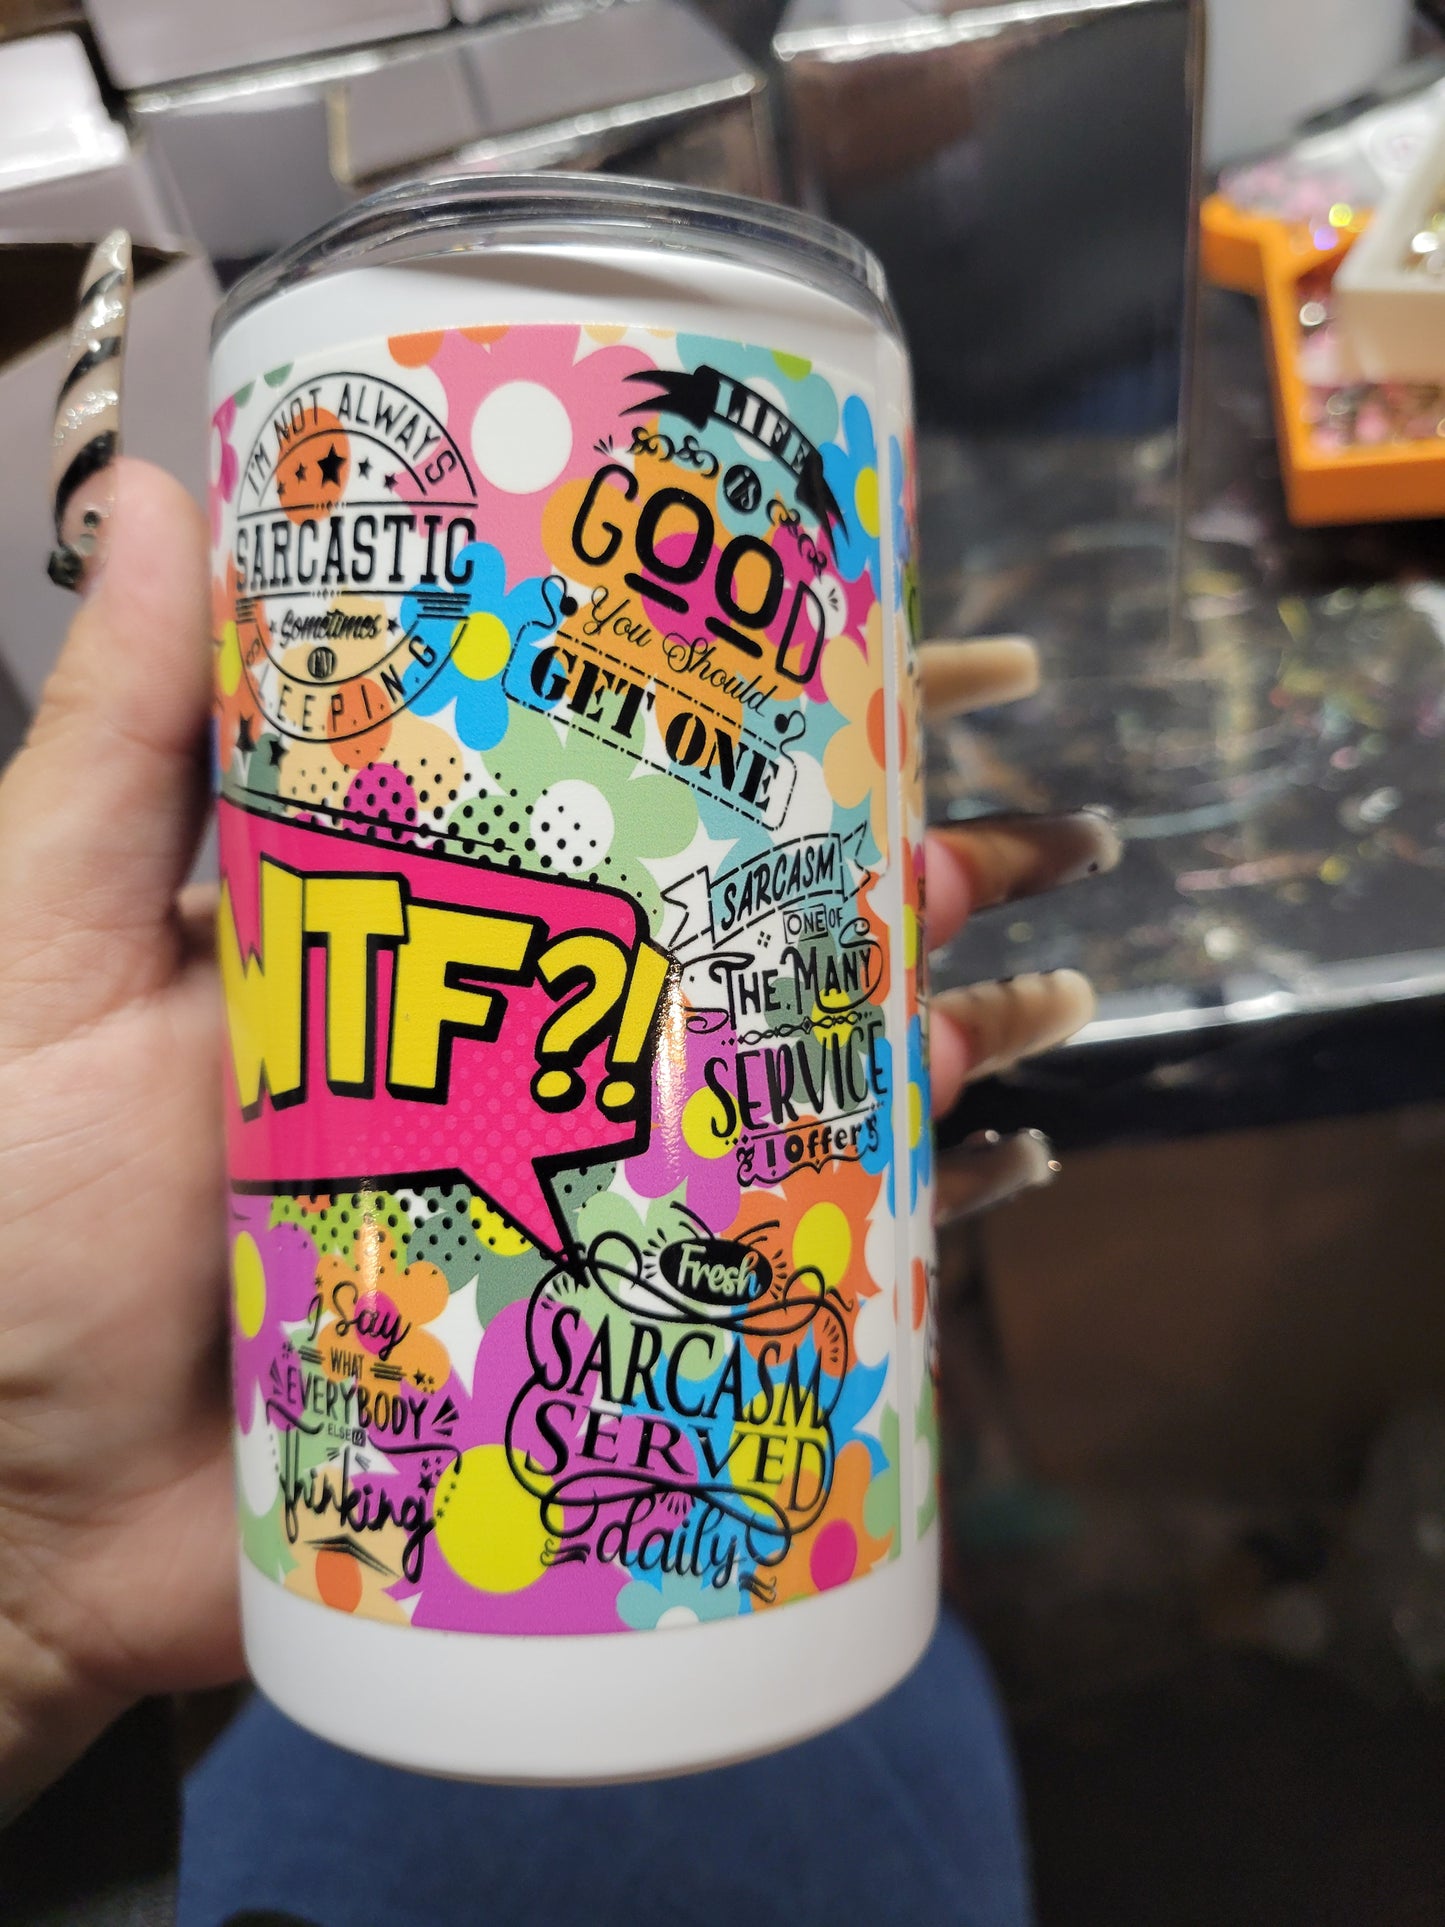 I'M NOT ALWAYS
SARCASTIC
Sometimes
I'M
S.L.E.E.P.I.N.G
LIFE
is
GOOD
You Should
GET ONE
WTF?!
SARCASM
ONE OF
THE MANY
SERVICE
I Offer
I Say
WHAT
EVERYBODY
ELSE IS
thinking
Fresh
SARCASM
SERVED
daily